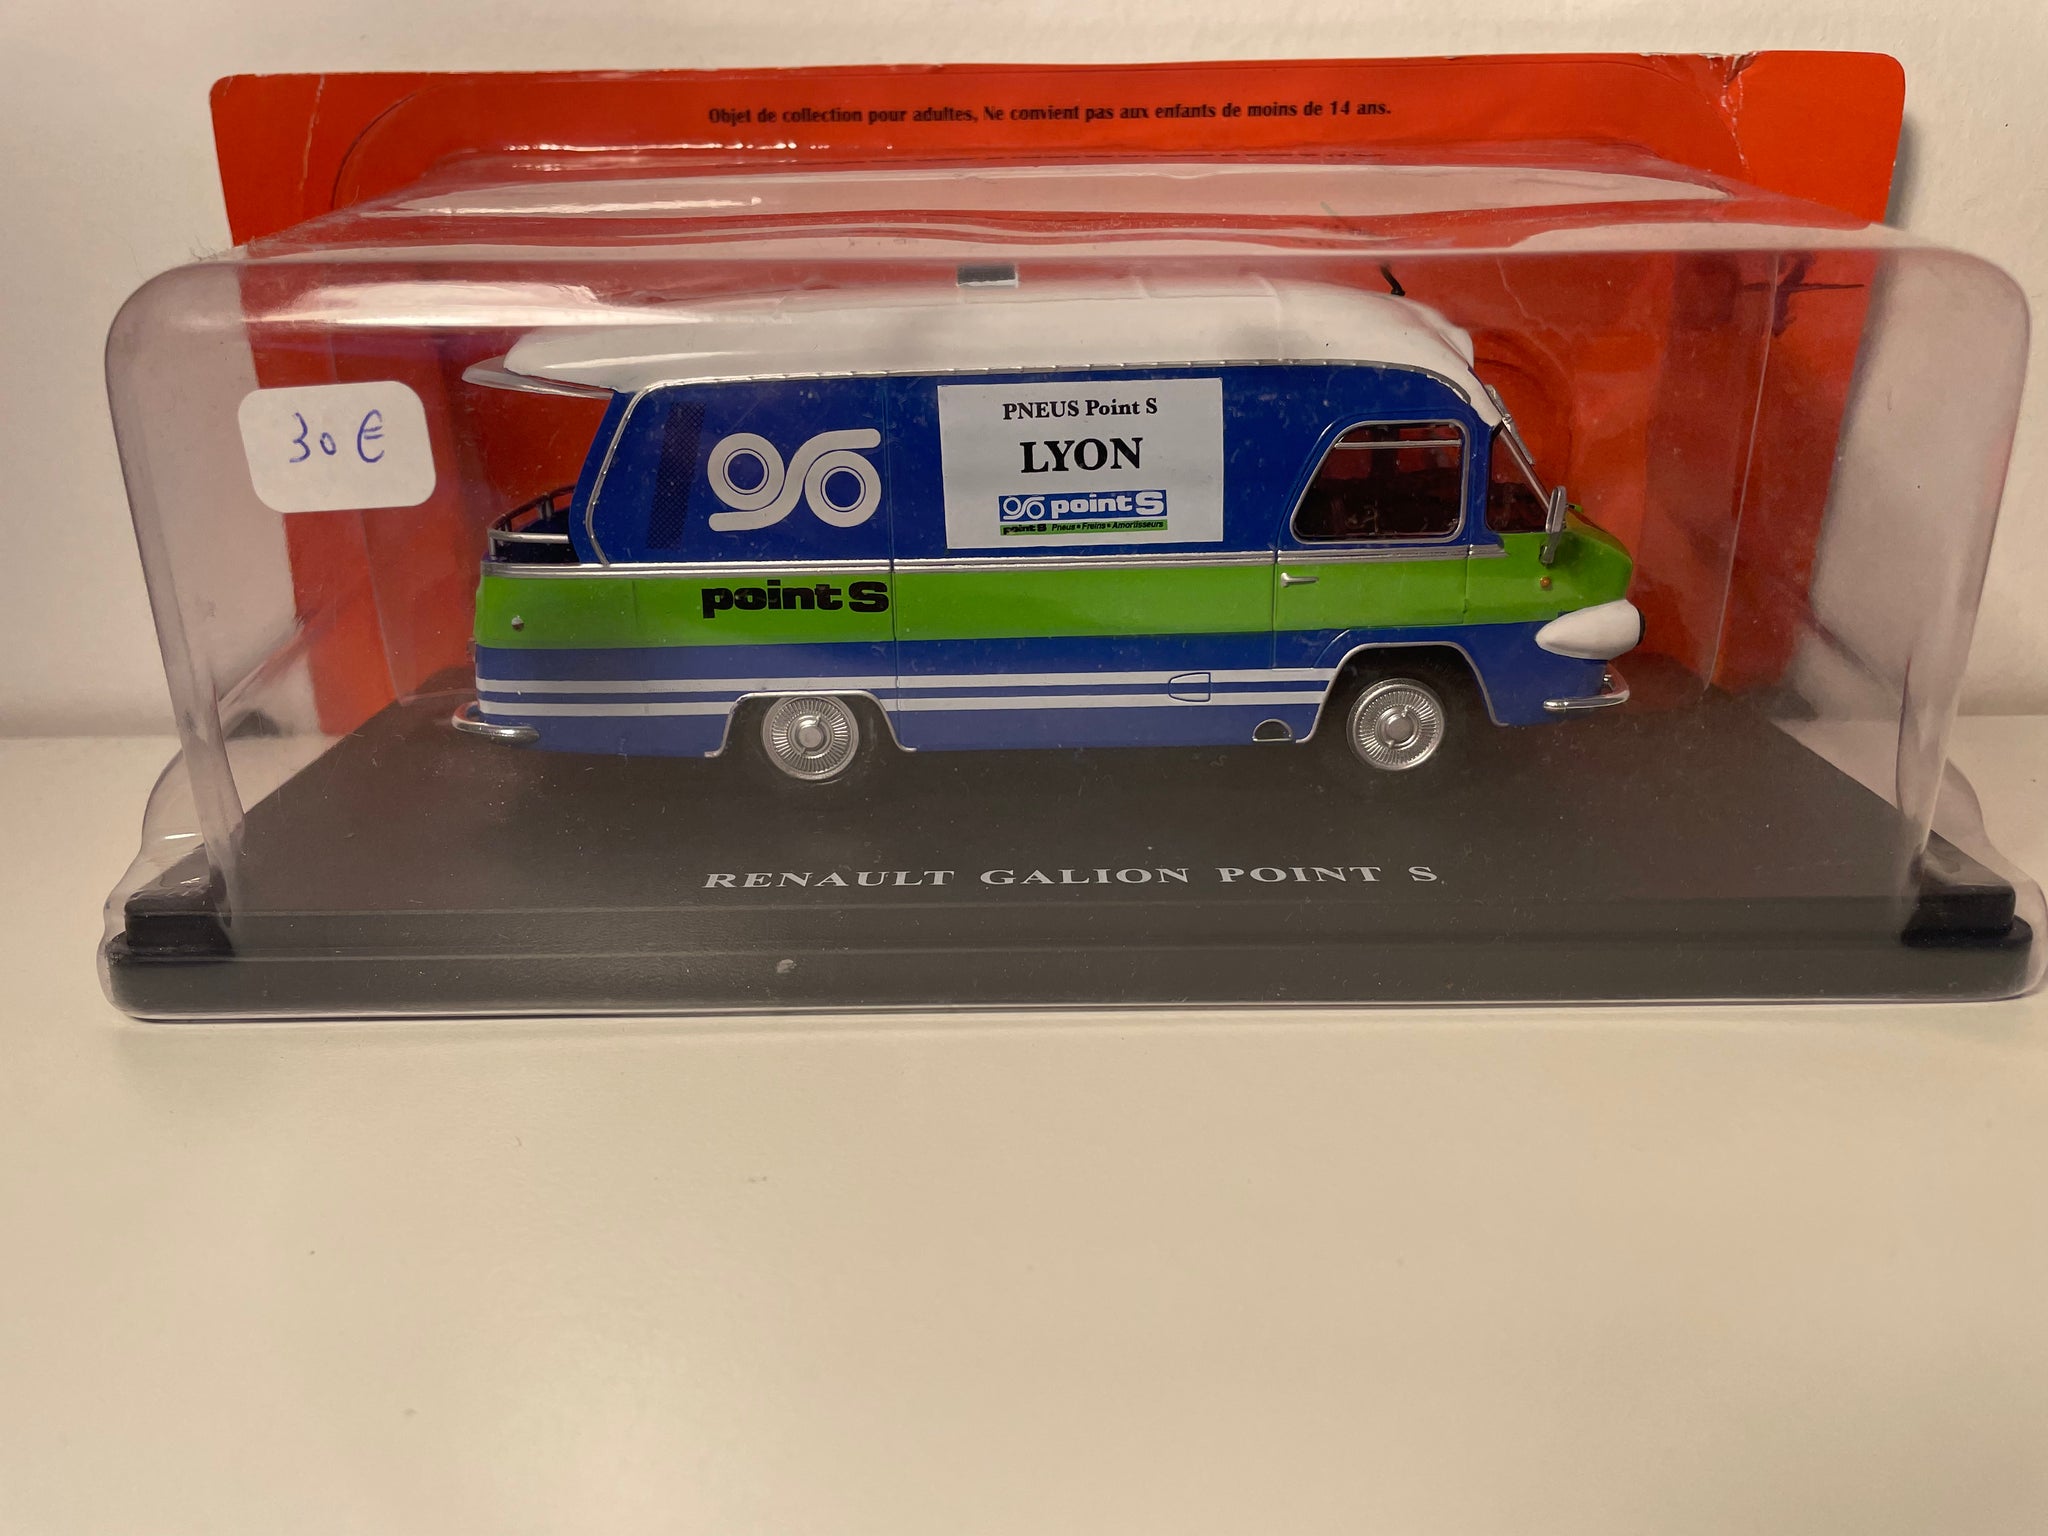 Objet de collection pour adultes, Ne convient pas aux enfants de moins de 14 ans.
30€
PNEUS Point S
LYON
point S
point S Pneus • Freins • Amortisseurs
point S
RENAULT GALION POINT S